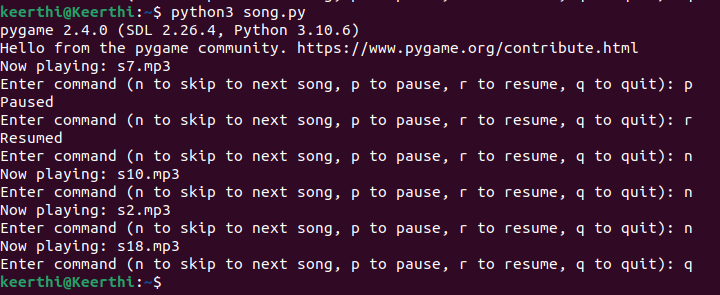 keerthi@Keerthi:~$ python3 song.py
pygame 2.4.0 (SDL 2.26.4, Python 3.10.6)
Hello from the pygame community. https://www.pygame.org/contribute.html
Now playing: s7.mp3
Enter command (n to skip to next song, p to pause, r to resume, q to quit): p
Paused
Enter command (n to skip to next song, p to pause, r to resume, q to quit): r
Resumed
Enter command (n to skip to next song, p to pause, r to resume, q to quit): n
Now playing: s10.mp3
Enter command (n to skip to next song, p to pause, r to resume, q to quit): n
Now playing: s2.mp3
Enter command (n to skip to next song, p to pause, r to resume, q to quit): n
Now playing: s18.mp3
Enter command (n to skip to next song, p to pause, r to resume, q to quit): q
keerthi@Keerthi:~$